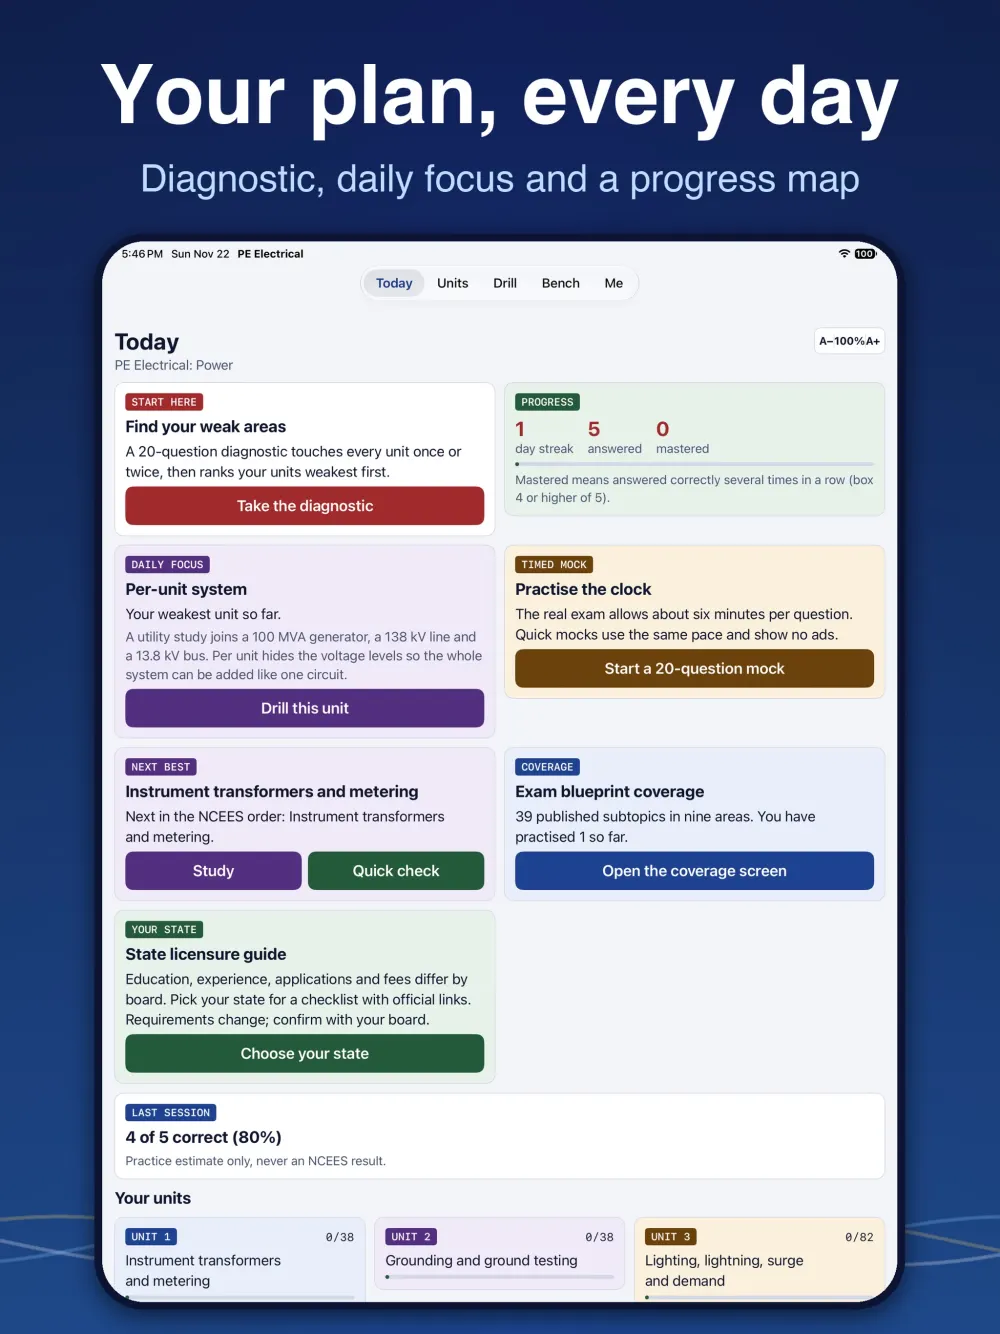 Your plan, every day
Diagnostic, daily focus and a progress map
5:46 PM Sun Nov 22 PE Electrical
100
Today Units Drill Bench Me
Today
A−100%A+
PE Electrical: Power
START HERE
Find your weak areas
A 20-question diagnostic touches every unit once or
twice, then ranks your units weakest first.
Take the diagnostic
PROGRESS
1 5 0
day streak answered mastered
Mastered means answered correctly several times in a row (box
4 or higher of 5).
DAILY FOCUS
Per-unit system
Your weakest unit so far.
A utility study joins a 100 MVA generator, a 138 kV line and
a 13.8 kV bus. Per unit hides the voltage levels so the whole
system can be added like one circuit.
Drill this unit
TIMED MOCK
Practise the clock
The real exam allows about six minutes per question.
Quick mocks use the same pace and show no ads.
Start a 20-question mock
NEXT BEST
Instrument transformers and metering
Next in the NCEES order: Instrument transformers
and metering.
Study
Quick check
COVERAGE
Exam blueprint coverage
39 published subtopics in nine areas. You have
practised 1 so far.
Open the coverage screen
YOUR STATE
State licensure guide
Education, experience, applications and fees differ by
board. Pick your state for a checklist with official links.
Requirements change; confirm with your board.
Choose your state
LAST SESSION
4 of 5 correct (80%)
Practice estimate only, never an NCEES result.
Your units
UNIT 1 0/38
Instrument transformers
and metering
UNIT 2 0/38
Grounding and ground testing
UNIT 3 0/82
Lighting, lightning, surge
and demand